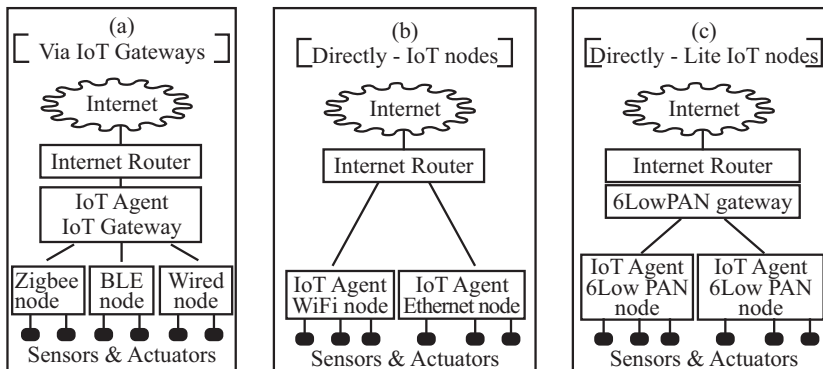 (a)
Via IoT Gateways
Internet
Internet Router
IoT Agent
IoT Gateway
Zigbee
node
BLE
node
Wired
node
Sensors & Actuators
(b)
Directly - IoT nodes
Internet
Internet Router
IoT Agent
WiFi node
IoT Agent
Ethernet node
Sensors & Actuators
(c)
Directly - Lite IoT nodes
Internet
Internet Router
6LowPAN gateway
IoT Agent
6Low PAN
node
IoT Agent
6Low PAN
node
Sensors & Actuators